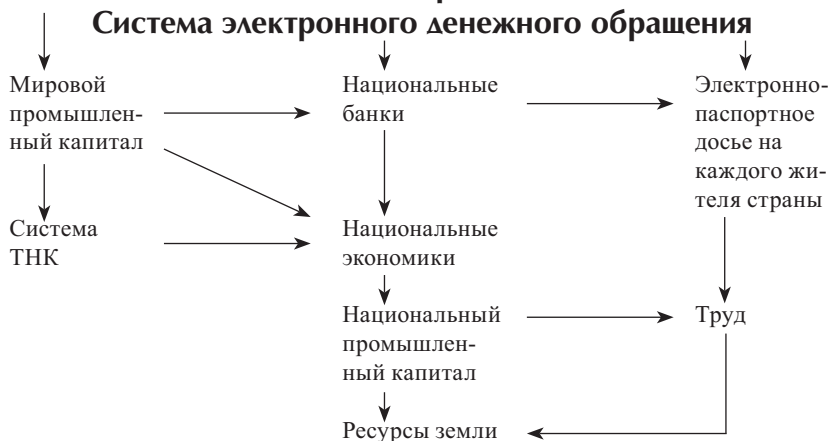 Система электронного денежного обращения
Мировой
промышлен-
ный капитал
Национальные
банки
Электронно-
паспортное
досье на
каждого жи-
теля страны
Система
ТНК
Национальные
экономики
Национальный
промышлен-
ный капитал
Труд
Ресурсы земли